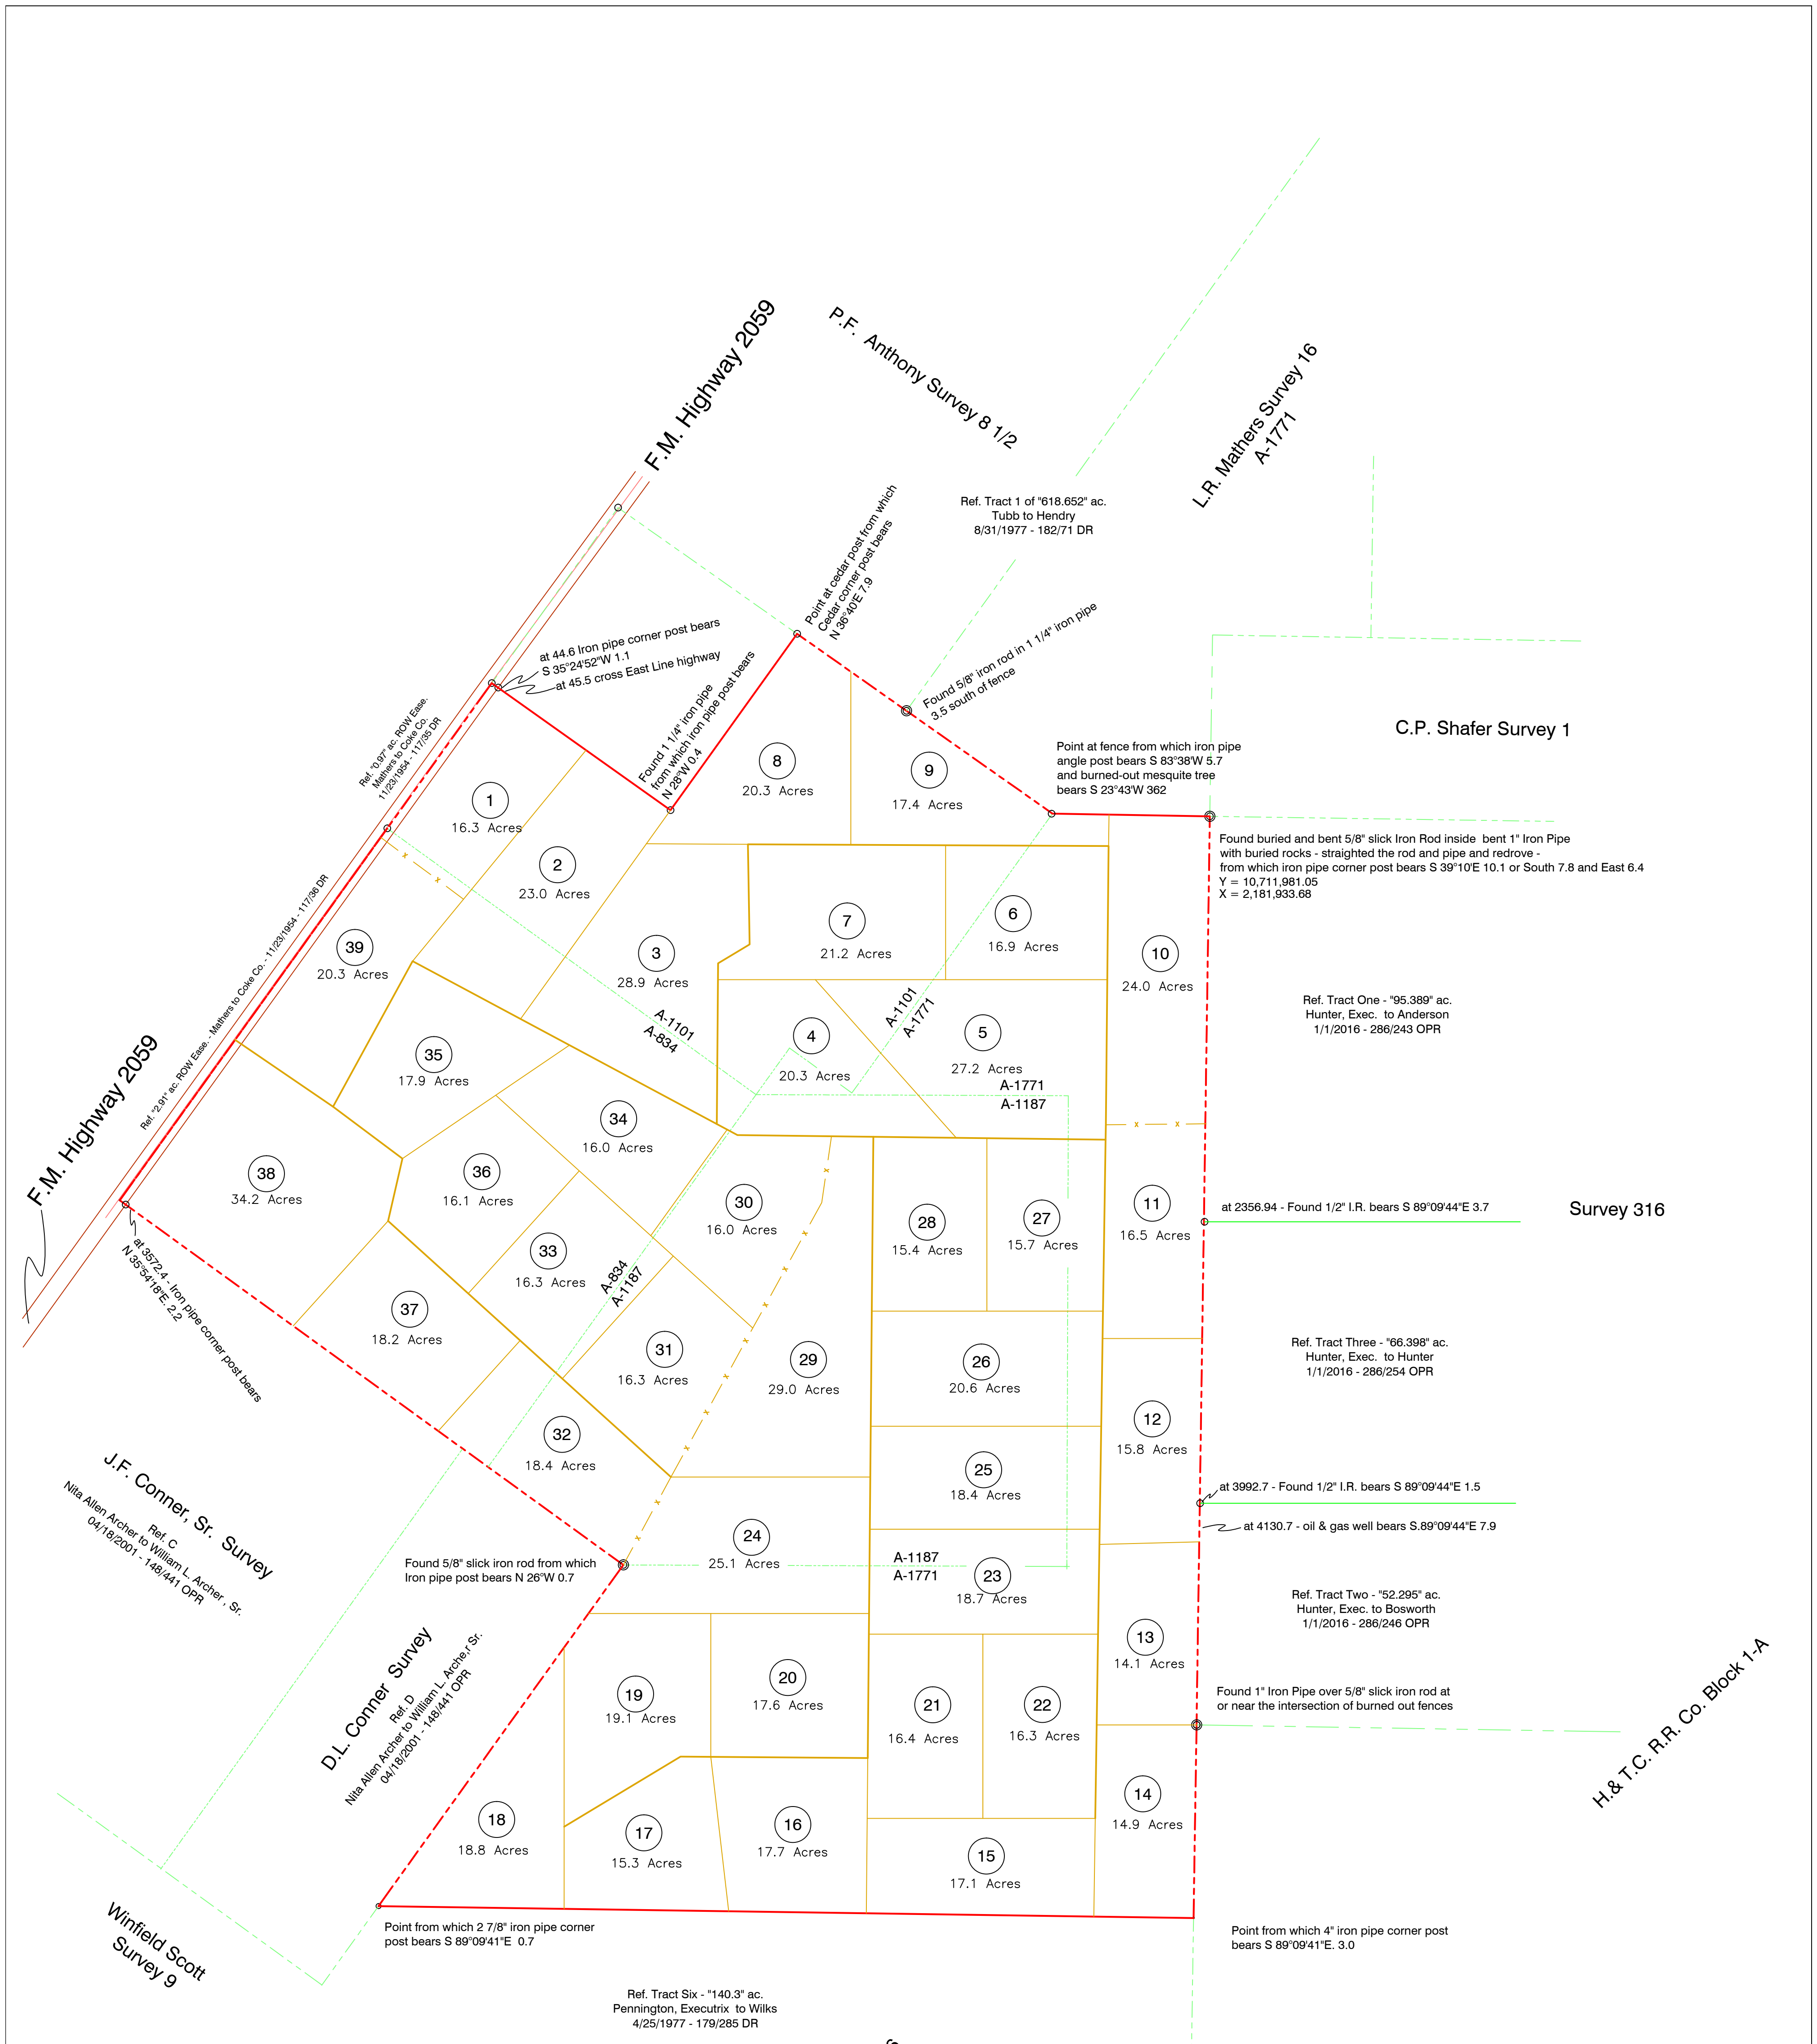 F.M. Highway 2059
P.F. Anthony Survey 8 1/2
L.R. Mathers Survey 16
A-1771
Ref. Tract 1 of "618.652" ac.
Tubb to Hendry
8/31/1977 - 182/71 DR
Point at cedar post from which
Cedar corner post bears
N 36°40'E 7.9
at 44.6 Iron pipe corner post bears
S 35°24'52"W 1.1
at 45.5 cross East Line highway
Found 1 1/4" iron pipe
from which iron pipe post bears
N 28°W 0.4
Found 5/8" iron rod in 1 1/4" iron pipe
3.5 south of fence
Ref. "0.97" ac. ROW Ease.
Mathers to Coke Co.
11/23/1954 - 117/35 DR
C.P. Shafer Survey 1
Point at fence from which iron pipe
angle post bears S 83°38'W 5.7
and burned-out mesquite tree
bears S 23°43'W 362
Found buried and bent 5/8" slick Iron Rod inside bent 1" Iron Pipe
with buried rocks - straighted the rod and pipe and redrove -
from which iron pipe corner post bears S 39°10'E 10.1 or South 7.8 and East 6.4
Y = 10,711,981.05
X = 2,181,933.68
1
16.3 Acres
2
23.0 Acres
8
20.3 Acres
9
17.4 Acres
39
20.3 Acres
3
28.9 Acres
7
21.2 Acres
6
16.9 Acres
10
24.0 Acres
Ref. "2.91" ac. ROW Ease. - Mathers to Coke Co. - 11/23/1954 - 117/36 DR
Ref. Tract One - "95.389" ac.
Hunter, Exec. to Anderson
1/1/2016 - 286/243 OPR
A-1101
A-834
A-1101
A-1771
35
17.9 Acres
4
20.3 Acres
5
27.2 Acres
A-1771
A-1187
F.M. Highway 2059
38
34.2 Acres
36
16.1 Acres
34
16.0 Acres
30
16.0 Acres
28
15.4 Acres
27
15.7 Acres
11
16.5 Acres
at 2356.94 - Found 1/2" I.R. bears S 89°09'44"E 3.7
Survey 316
at 3572.4 - Iron pipe corner post bears
N 35°54'18"E. 2.2
37
18.2 Acres
33
16.3 Acres
A-834
A-1187
31
16.3 Acres
29
29.0 Acres
26
20.6 Acres
12
15.8 Acres
Ref. Tract Three - "66.398" ac.
Hunter, Exec. to Hunter
1/1/2016 - 286/254 OPR
32
18.4 Acres
25
18.4 Acres
at 3992.7 - Found 1/2" I.R. bears S 89°09'44"E 1.5
at 4130.7 - oil & gas well bears S.89°09'44"E 7.9
J.F. Conner, Sr. Survey
Ref. C
Nita Allen Archer to William L. Archer , Sr.
04/18/2001 - 148/441 OPR
Found 5/8" slick iron rod from which
Iron pipe post bears N 26°W 0.7
24
25.1 Acres
A-1187
A-1771
23
18.7 Acres
Ref. Tract Two - "52.295" ac.
Hunter, Exec. to Bosworth
1/1/2016 - 286/246 OPR
D.L. Conner Survey
Ref. D
Nita Allen Archer to William L. Arche,r Sr.
04/18/2001 - 148/441 OPR
19
19.1 Acres
20
17.6 Acres
21
16.4 Acres
22
16.3 Acres
13
14.1 Acres
Found 1" Iron Pipe over 5/8" slick iron rod at
or near the intersection of burned out fences
H.& T.C. R.R. Co. Block 1-A
18
18.8 Acres
17
15.3 Acres
16
17.7 Acres
15
17.1 Acres
14
14.9 Acres
Winfield Scott
Survey 9
Point from which 2 7/8" iron pipe corner
post bears S 89°09'41"E 0.7
Point from which 4" iron pipe corner post
bears S 89°09'41"E. 3.0
Ref. Tract Six - "140.3" ac.
Pennington, Executrix to Wilks
4/25/1977 - 179/285 DR